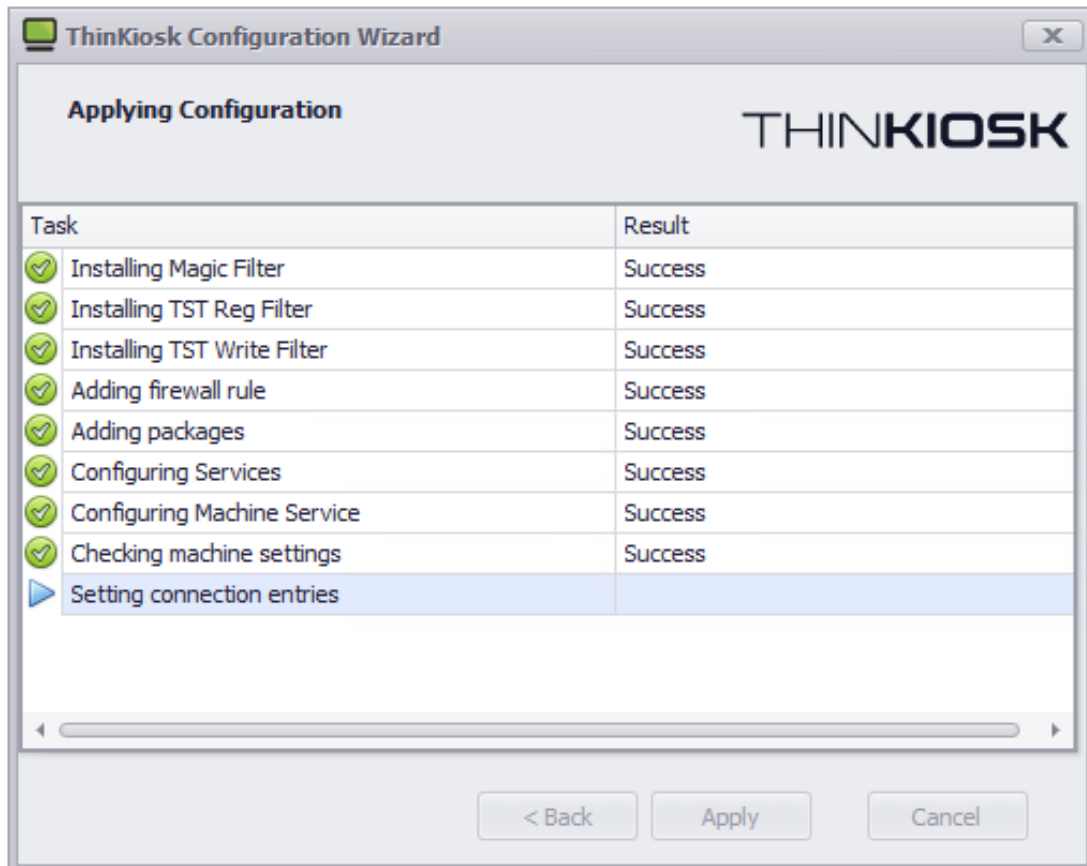 ThinKiosk Configuration Wizard
Applying Configuration
THINKIOSK
Task Result
Installing Magic Filter Success
Installing TST Reg Filter Success
Installing TST Write Filter Success
Adding firewall rule Success
Adding packages Success
Configuring Services Success
Configuring Machine Service Success
Checking machine settings Success
Setting connection entries
< Back Apply Cancel